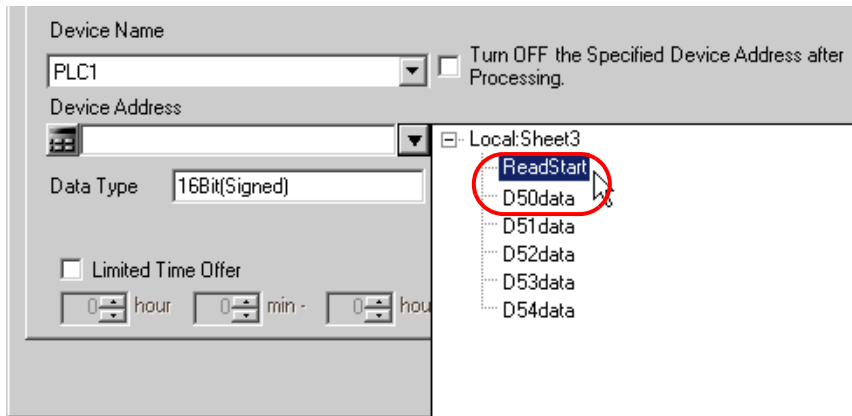 Device Name
PLC1
Turn OFF the Specified Device Address after
Processing.
Device Address
Local:Sheet3
ReadStart
D50data
D51data
D52data
D53data
D54data
Data Type
16Bit(Signed)
Limited Time Offer
0 hour 0 min - 0 hou